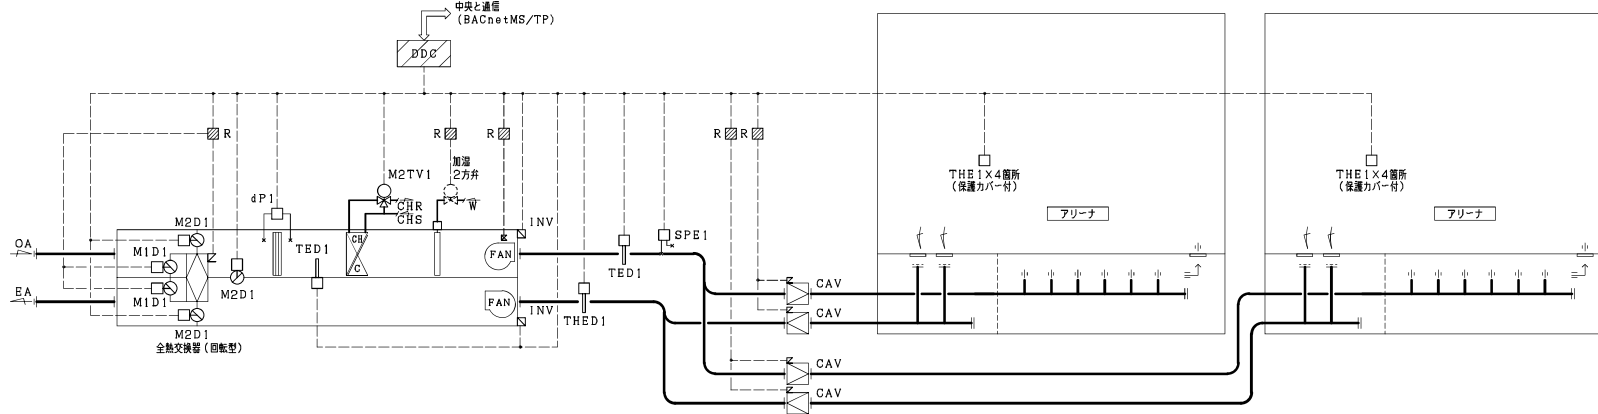 中央と通信
(BACnetMS/TP)
DDC
R
R
R
R
R
加湿
2方弁
M2TV1
THE1×4箇所
(保護カバー付)
THE1×4箇所
(保護カバー付)
dP1
CHR
CHS
W
アリーナ
アリーナ
M2D1
INV
OA
M1D1
TED1
CH
C
FAN
SPE1
TED1
EA
M1D1
M2D1
FAN
INV
THED1
CAV
CAV
M2D1
全熱交換器(回転型)
CAV
CAV